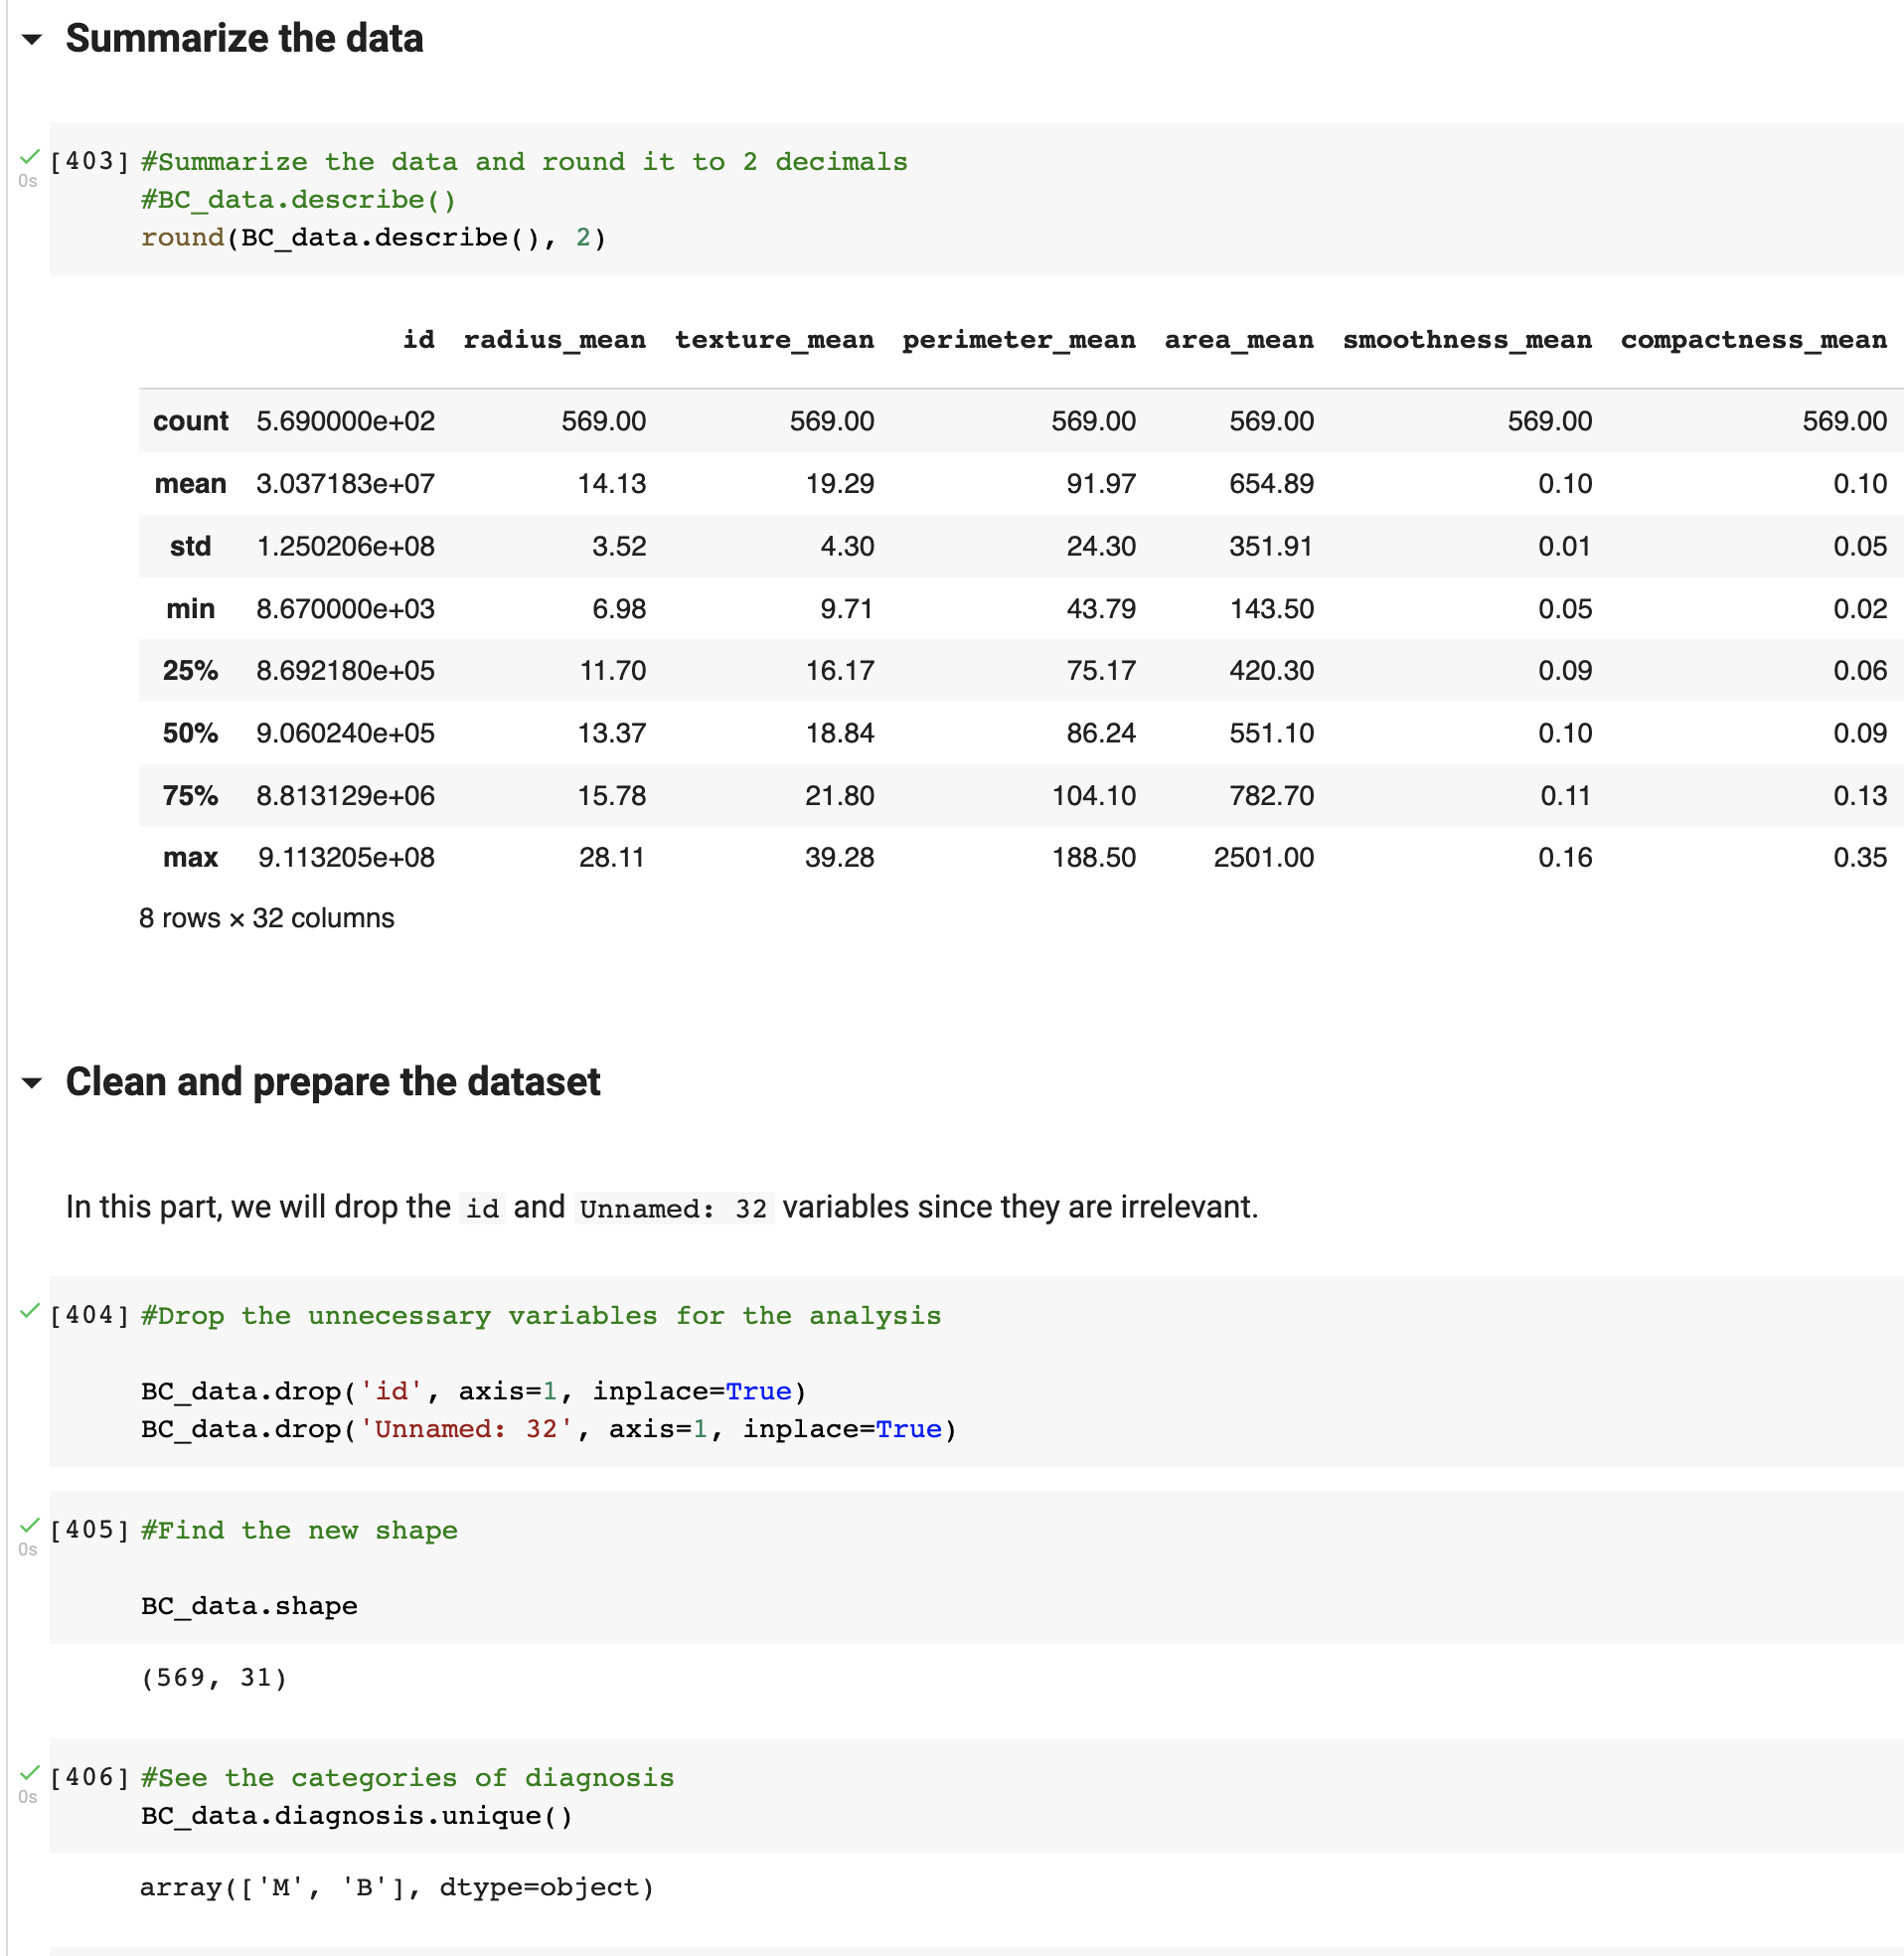 Summarize the data
[403] #Summarize the data and round it to 2 decimals
0s
#BC_data.describe()
round(BC_data.describe(), 2)
id radius_mean texture_mean perimeter_mean area_mean smoothness_mean compactness_mean
count 5.690000e+02 569.00 569.00 569.00 569.00 569.00 569.00
mean 3.037183e+07 14.13 19.29 91.97 654.89 0.10 0.10
std 1.250206e+08 3.52 4.30 24.30 351.91 0.01 0.05
min 8.670000e+03 6.98 9.71 43.79 143.50 0.05 0.02
25% 8.692180e+05 11.70 16.17 75.17 420.30 0.09 0.06
50% 9.060240e+05 13.37 18.84 86.24 551.10 0.10 0.09
75% 8.813129e+06 15.78 21.80 104.10 782.70 0.11 0.13
max 9.113205e+08 28.11 39.28 188.50 2501.00 0.16 0.35
8 rows × 32 columns
Clean and prepare the dataset
In this part, we will drop the id and Unnamed: 32 variables since they are irrelevant.
[404] #Drop the unnecessary variables for the analysis
BC_data.drop('id', axis=1, inplace=True)
BC_data.drop('Unnamed: 32', axis=1, inplace=True)
[405] #Find the new shape
0s
BC_data.shape
(569, 31)
[406] #See the categories of diagnosis
0s
BC_data.diagnosis.unique()
array(['M', 'B'], dtype=object)